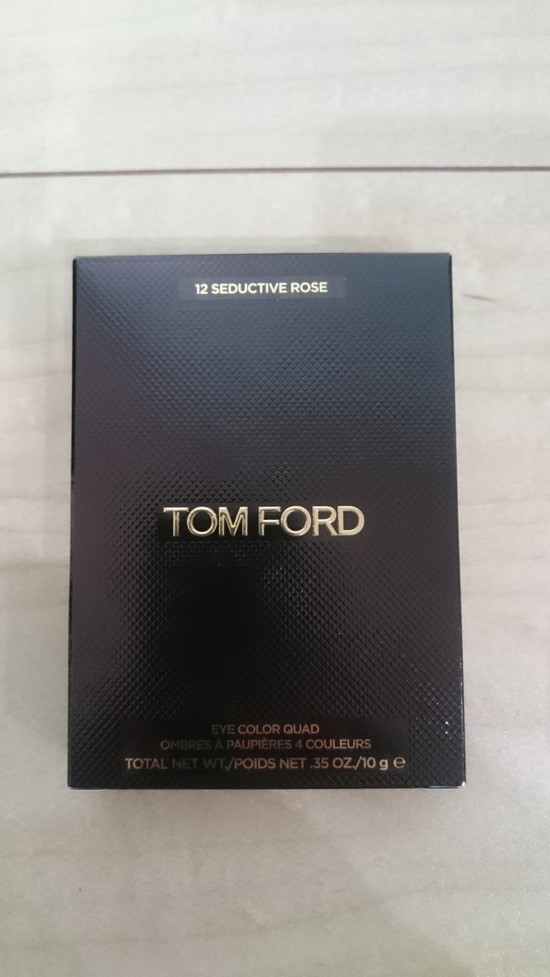 12 SEDUCTIVE ROSE
TOM FORD
EYE COLOR QUAD
OMBRES À PAUPIÈRES 4 COULEURS
TOTAL NET WT./POIDS NET .35 OZ./10 g ℮